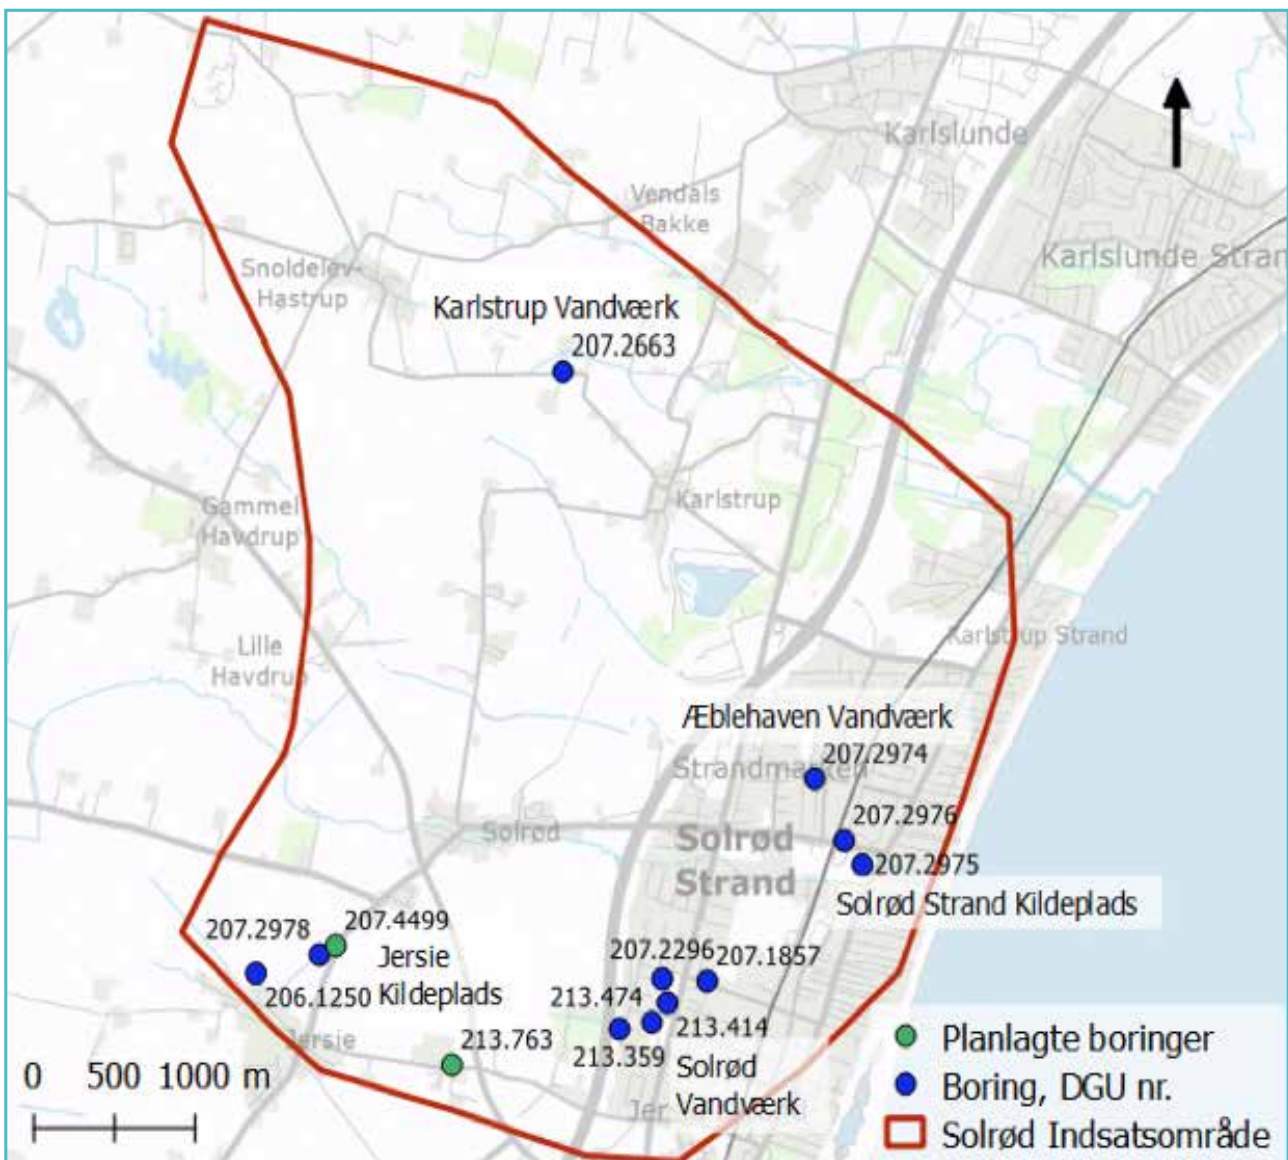 Karlslunde
Vendals
Bakke
Karlslunde Stran
Snoldelev-
Hastrup
Karlstrup Vandværk
207.2663
Gammel
Havdrup
Karlstrup
Lille
Havdrup
Karlstrup Strand
Æblehaven Vandværk
207.2974
Strandmarken
207.2976
Solrød
Solrød
Strand
207.2975
Solrød Strand Kildeplads
207.2978
207.4499
Jersie
Kildeplads
206.1250
207.2296
207.1857
213.474
213.414
213.359
Jersie
213.763
Solrød
Vandværk
Jer
0 500 1000 m
Planlagte boringer
Boring, DGU nr.
Solrød Indsatsområde